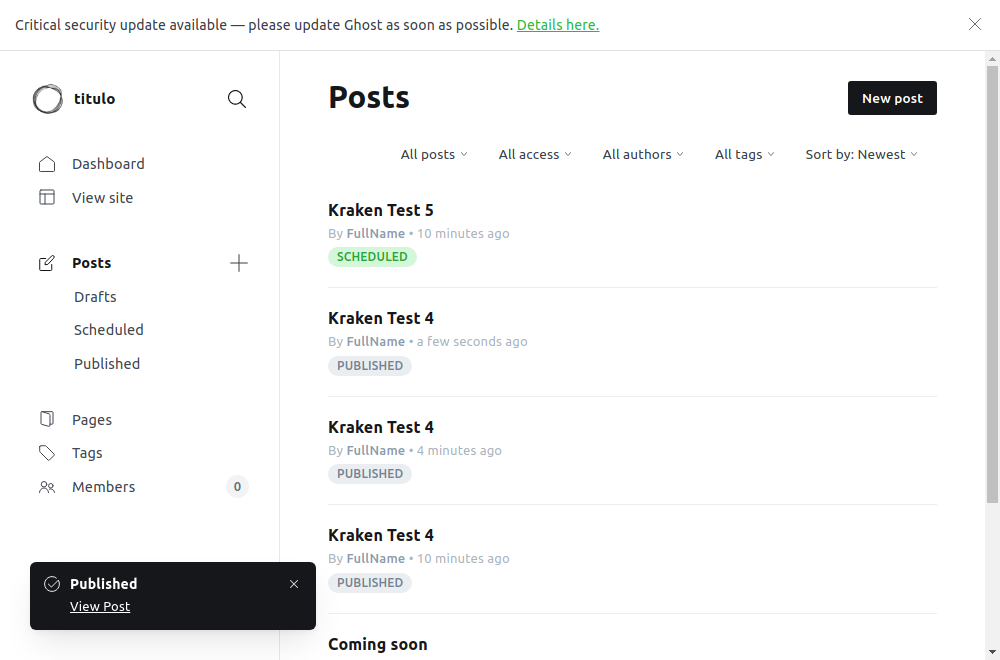 Critical security update available — please update Ghost as soon as possible. Details here.
titulo
Dashboard
View site
Posts
Drafts
Scheduled
Published
Pages
Tags
Members 0
Published
View Post
Posts
New post
All posts All access All authors All tags Sort by: Newest
Kraken Test 5
By FullName • 10 minutes ago
SCHEDULED
Kraken Test 4
By FullName • a few seconds ago
PUBLISHED
Kraken Test 4
By FullName • 4 minutes ago
PUBLISHED
Kraken Test 4
By FullName • 10 minutes ago
PUBLISHED
Coming soon